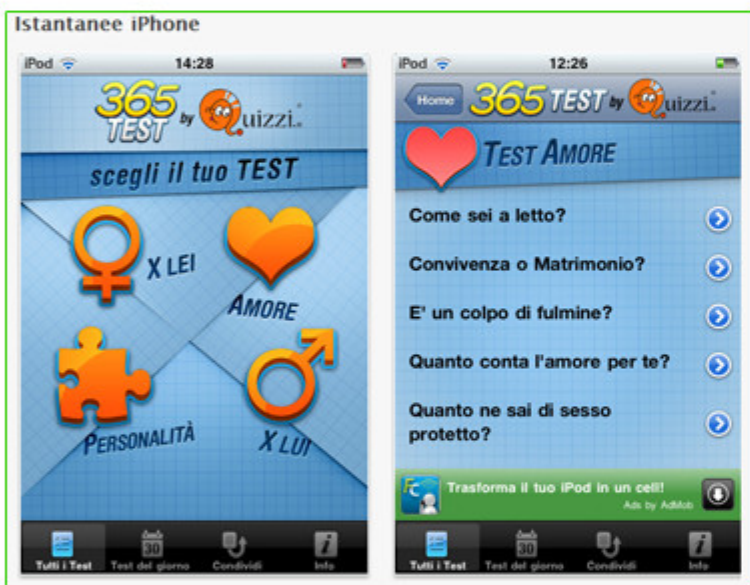 Istantanee iPhone
iPod 14:28
365 TEST by Quizzi.
scegli il tuo TEST
X LEI
AMORE
PERSONALITÀ
X LUI
Tutti i Test
30
Test del giorno
Condividi
i
Info
iPod 12:26
Home
365 TEST by Quizzi.
TEST AMORE
Come sei a letto?
Convivenza o Matrimonio?
E' un colpo di fulmine?
Quanto conta l'amore per te?
Quanto ne sai di sesso
protetto?
FC
Trasforma il tuo iPod in un cell!
Ads by AdMob
Tutti i Test
30
Test del giorno
Condividi
i
Info